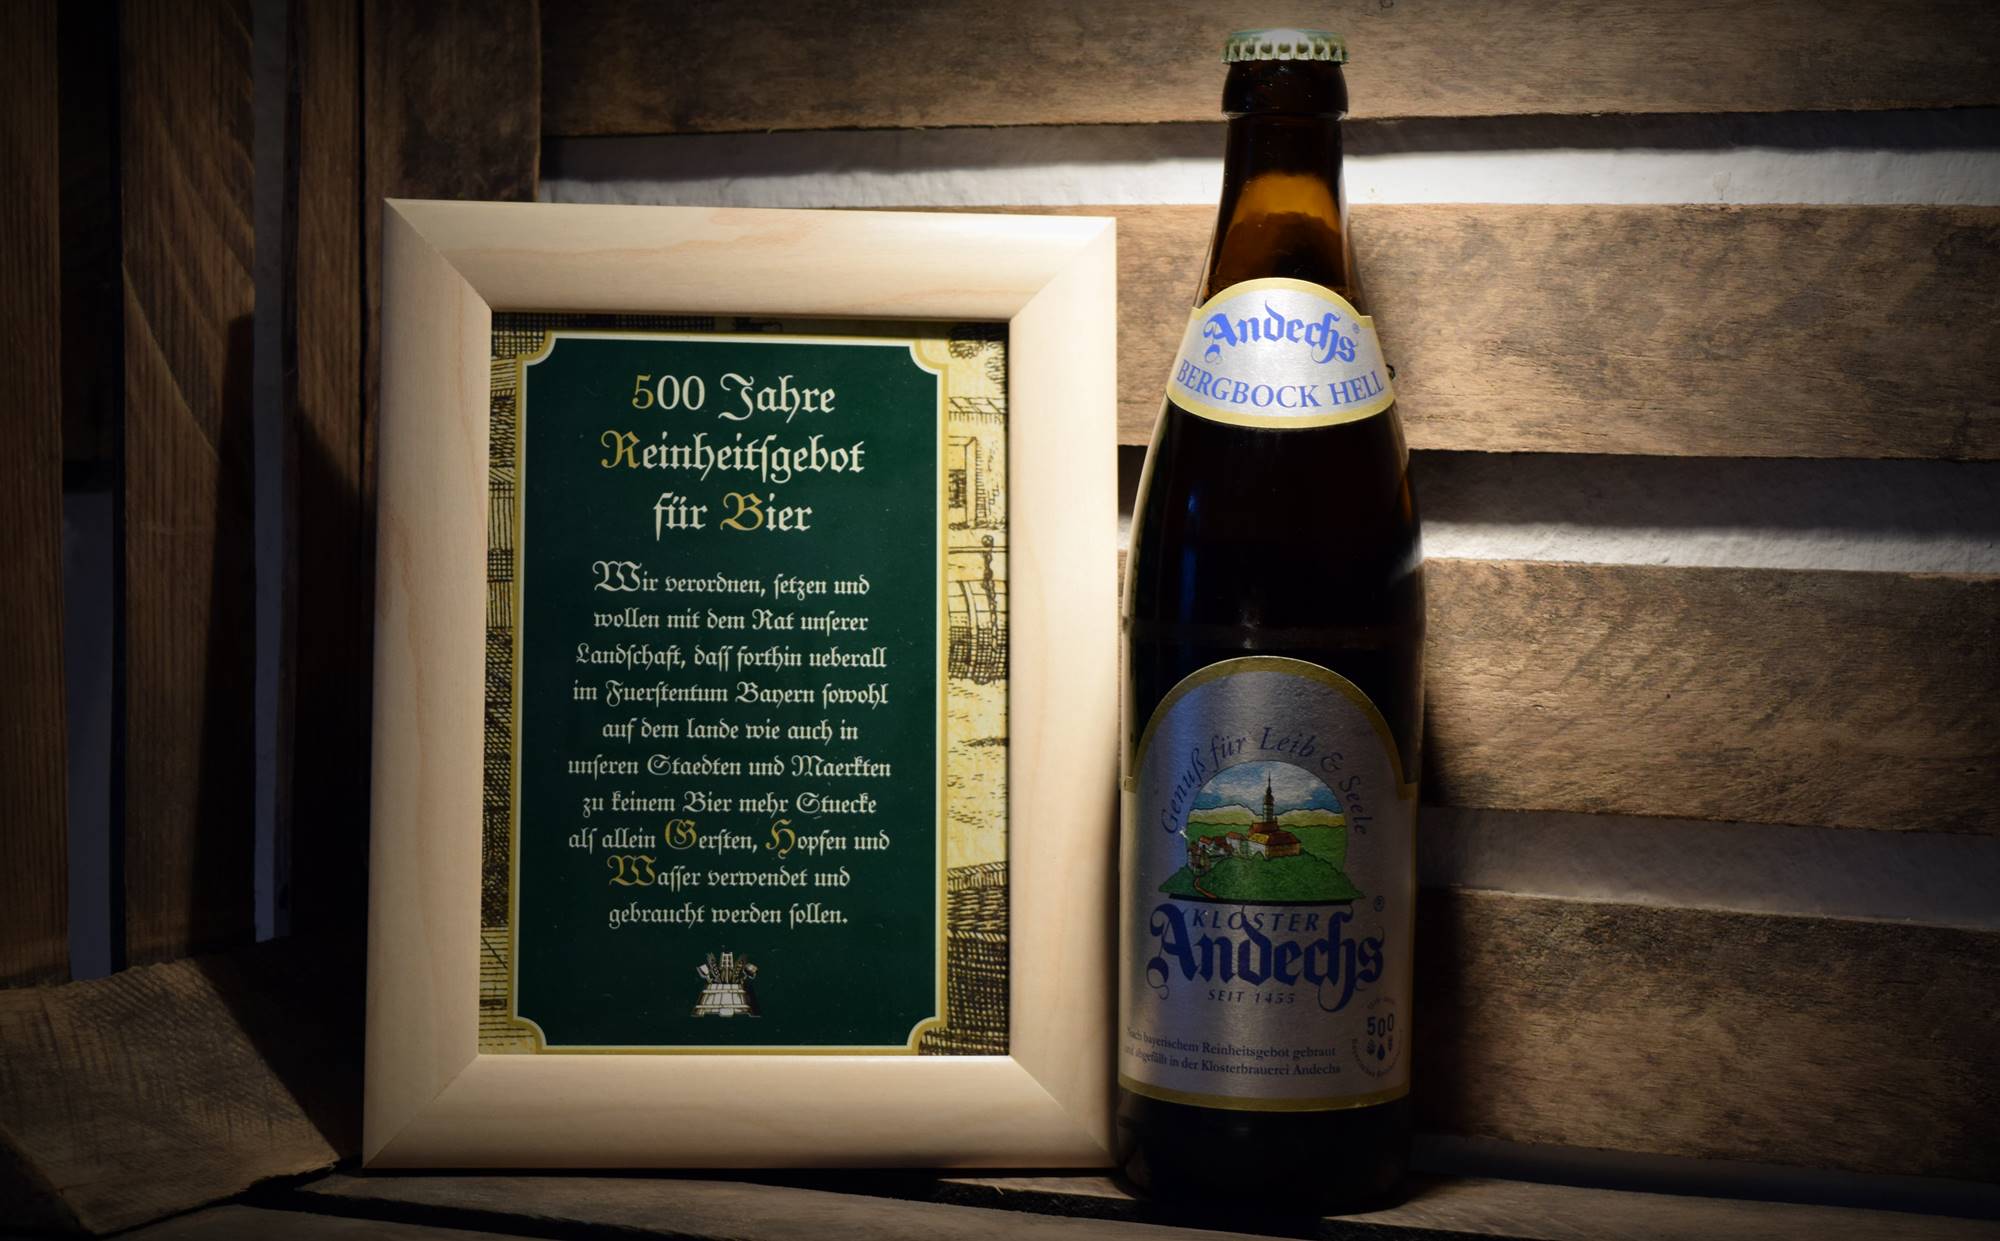 500 Jahre
Reinheitſgebot
für Bier
Wir verordnen, ſetzen und
wollen mit dem Rat unſerer
Landſchaft, daſſ forthin ueberall
im Fuerſtentum Bayern ſowohl
auf dem lande wie auch in
unſeren Staedten und Maerkten
zu keinem Bier mehr Stuecke
alſ allein Gerſten, Hopfen und
Waſſer verwendet und
gebraucht werden ſollen.
Andechs®
BERGBOCK HELL
Genuß für Leib & Seele
KLOSTER
Andechs®
SEIT 1455
500
Nach bayerischem Reinheitsgebot gebraut
und abgefüllt in der Klosterbrauerei Andechs